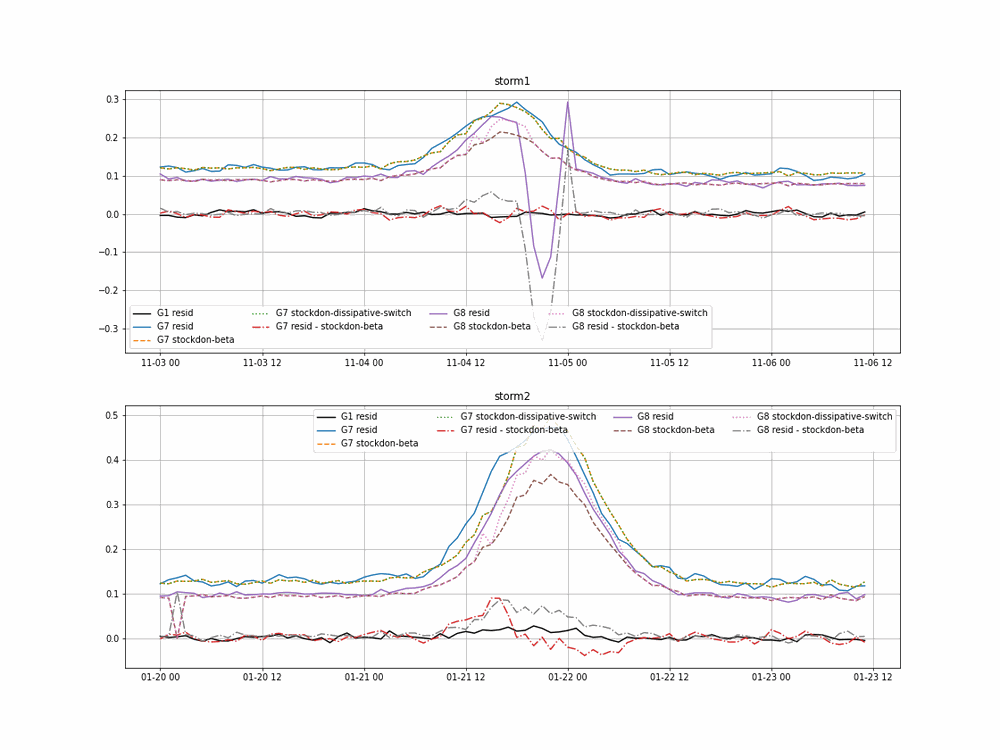 storm1
0.3
0.2
0.1
0.0
−0.1
−0.2
−0.3
G1 resid
G7 resid
G7 stockdon-beta
G7 stockdon-dissipative-switch
G7 resid - stockdon-beta
G8 resid
G8 stockdon-beta
G8 stockdon-dissipative-switch
G8 resid - stockdon-beta
11-03 00 11-03 12 11-04 00 11-04 12 11-05 00 11-05 12 11-06 00 11-06 12
storm2
0.5
0.4
0.3
0.2
0.1
0.0
G1 resid
G7 resid
G7 stockdon-beta
G7 stockdon-dissipative-switch
G7 resid - stockdon-beta
G8 resid
G8 stockdon-beta
G8 stockdon-dissipative-switch
G8 resid - stockdon-beta
01-20 00 01-20 12 01-21 00 01-21 12 01-22 00 01-22 12 01-23 00 01-23 12